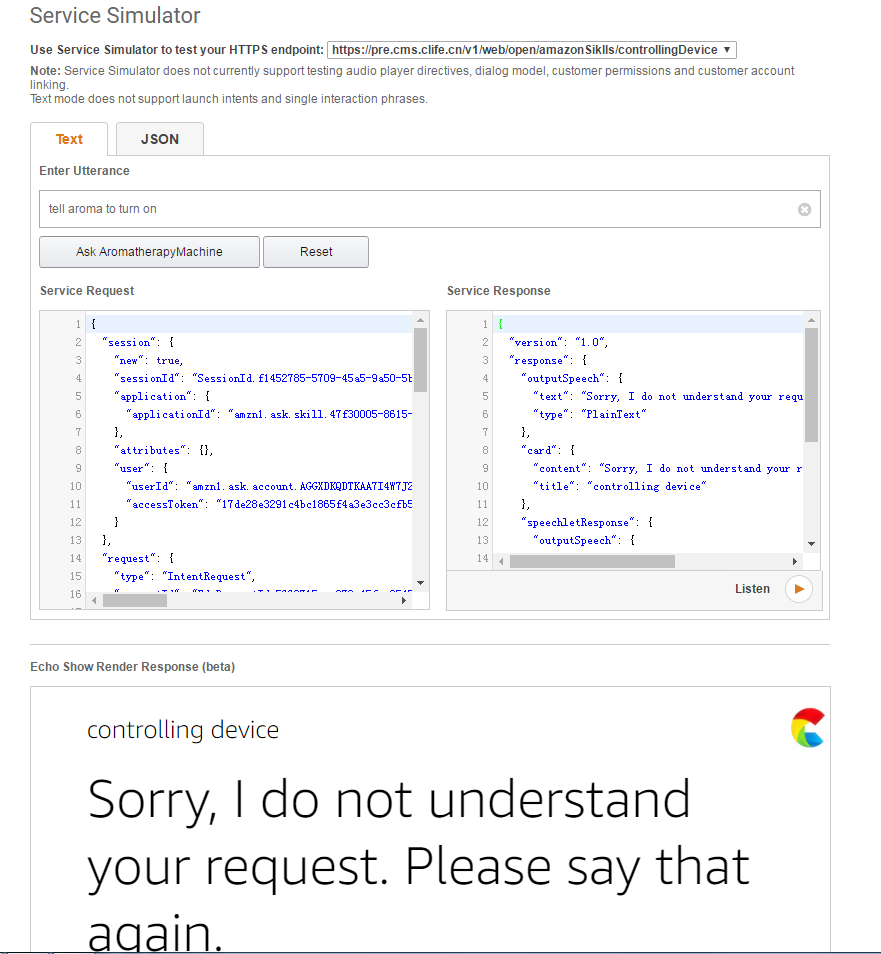 Service Simulator
Use Service Simulator to test your HTTPS endpoint: https://pre.cms.clife.cn/v1/web/open/amazonSiklls/controllingDevice ▼
Note: Service Simulator does not currently support testing audio player directives, dialog model, customer permissions and customer account
linking.
Text mode does not support launch intents and single interaction phrases.
Text
JSON
Enter Utterance
tell aroma to turn on
Ask AromatherapyMachine
Reset
Service Request
1 {
2 "session": {
3 "new": true,
4 "sessionId": "SessionId.f1452785-5709-45a5-9a50-5b
5 "application": {
6 "applicationId": "amzn1.ask.skill.47f30005-8615-
7 },
8 "attributes": {},
9 "user": {
10 "userId": "amzn1.ask.account.AGGXDKQDTKAA7I4W7J2
11 "accessToken": "17de28e3291c4bc1865f4a3e3cc3cfb5
12 }
13 },
14 "request": {
15 "type": "IntentRequest",
16
Service Response
1 {
2 "version": "1.0",
3 "response": {
4 "outputSpeech": {
5 "text": "Sorry, I do not understand your requ
6 "type": "PlainText"
7 },
8 "card": {
9 "content": "Sorry, I do not understand your r
10 "title": "controlling device"
11 },
12 "speechletResponse": {
13 "outputSpeech": {
14
Listen
Echo Show Render Response (beta)
controlling device
Sorry, I do not understand
your request. Please say that
again.